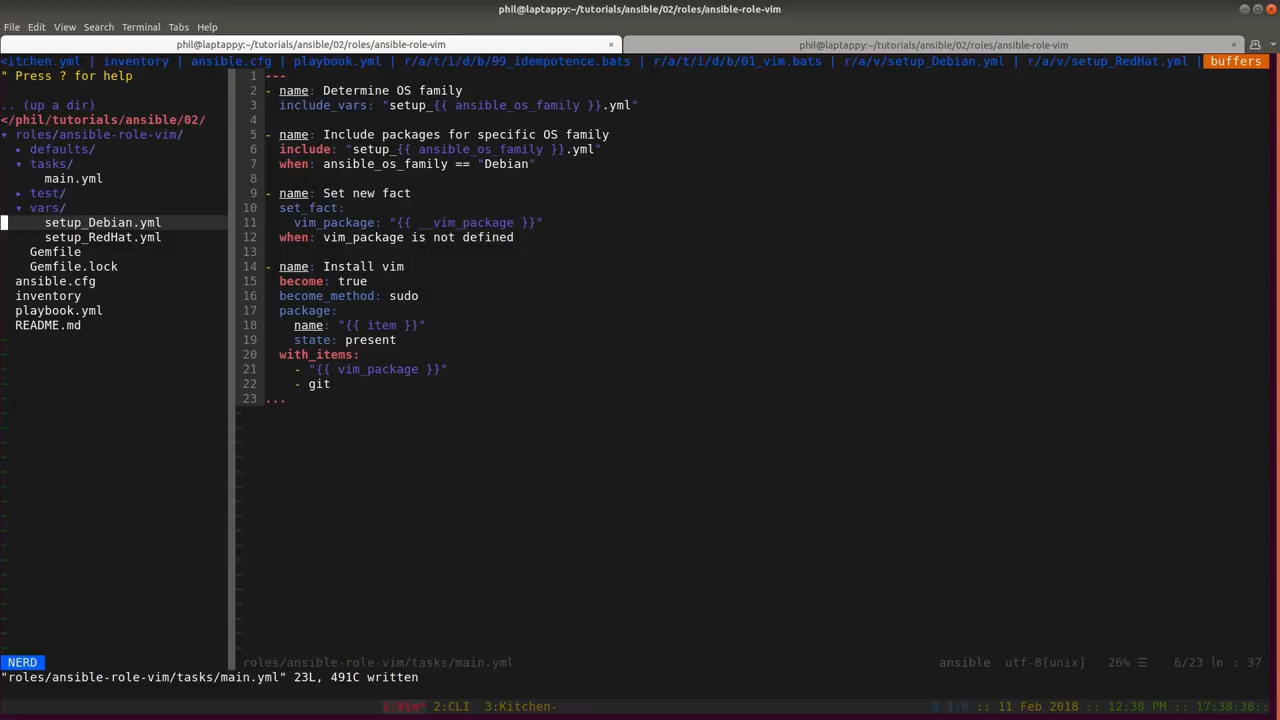 phil@laptappy:~/tutorials/ansible/02/roles/ansible-role-vim
File Edit View Search Terminal Tabs Help
phil@laptappy:~/tutorials/ansible/02/roles/ansible-role-vim × phil@laptappy:~/tutorials/ansible/02/roles/ansible-role-vim ×
<itchen.yml | inventory | ansible.cfg | playbook.yml | r/a/t/i/d/b/99_idempotence.bats | r/a/t/i/d/b/01_vim.bats | r/a/v/setup_Debian.yml | r/a/v/setup_RedHat.yml | buffers
" Press ? for help
.. (up a dir)
</phil/tutorials/ansible/02/
▾ roles/ansible-role-vim/
▸ defaults/
▾ tasks/
main.yml
▸ test/
▾ vars/
setup_Debian.yml
setup_RedHat.yml
Gemfile
Gemfile.lock
ansible.cfg
inventory
playbook.yml
README.md
1 ---
2 - name: Determine OS family
3 include_vars: "setup_{{ ansible_os_family }}.yml"
4
5 - name: Include packages for specific OS family
6 include: "setup_{{ ansible_os_family }}.yml"
7 when: ansible_os_family == "Debian"
8
9 - name: Set new fact
10 set_fact:
11 vim_package: "{{ __vim_package }}"
12 when: vim_package is not defined
13
14 - name: Install vim
15 become: true
16 become_method: sudo
17 package:
18 name: "{{ item }}"
19 state: present
20 with_items:
21 - "{{ vim_package }}"
22 - git
23 ...
NERD roles/ansible-role-vim/tasks/main.yml ansible utf-8[unix] 26% ☰ 6/23 ln : 37
"roles/ansible-role-vim/tasks/main.yml" 23L, 491C written
1:Vim* 2:CLI 3:Kitchen- :: 11 Feb 2018 :: 12:38 PM :: 17:38:38::